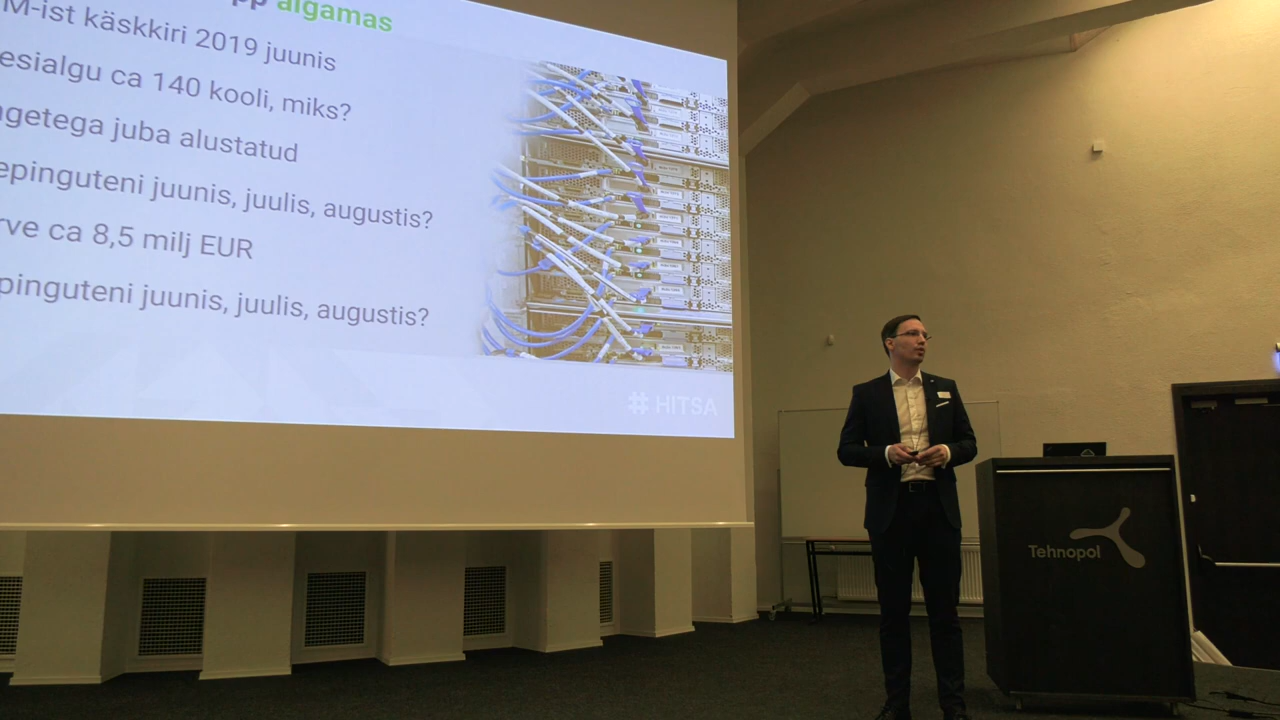 algamas
M-ist käskkiri 2019 juunis
esialgu ca 140 kooli, miks?
getega juba alustatud
epinguteni juunis, juulis, augustis?
rve ca 8,5 milj EUR
pinguteni juunis, juulis, augustis?
# HITSA
Tehnopol